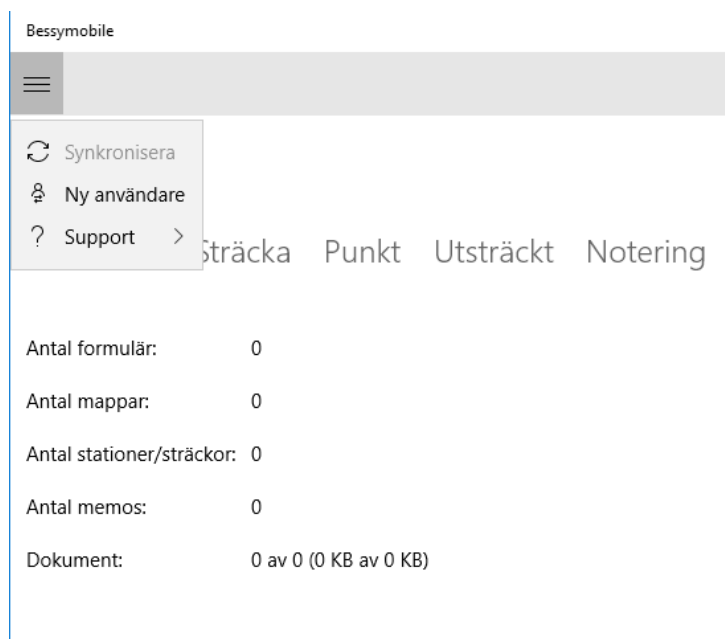 Bessymobile
Synkronisera
Ny användare
Support
Sträcka Punkt Utsträckt Notering
Antal formulär: 0
Antal mappar: 0
Antal stationer/sträckor: 0
Antal memos: 0
Dokument: 0 av 0 (0 KB av 0 KB)